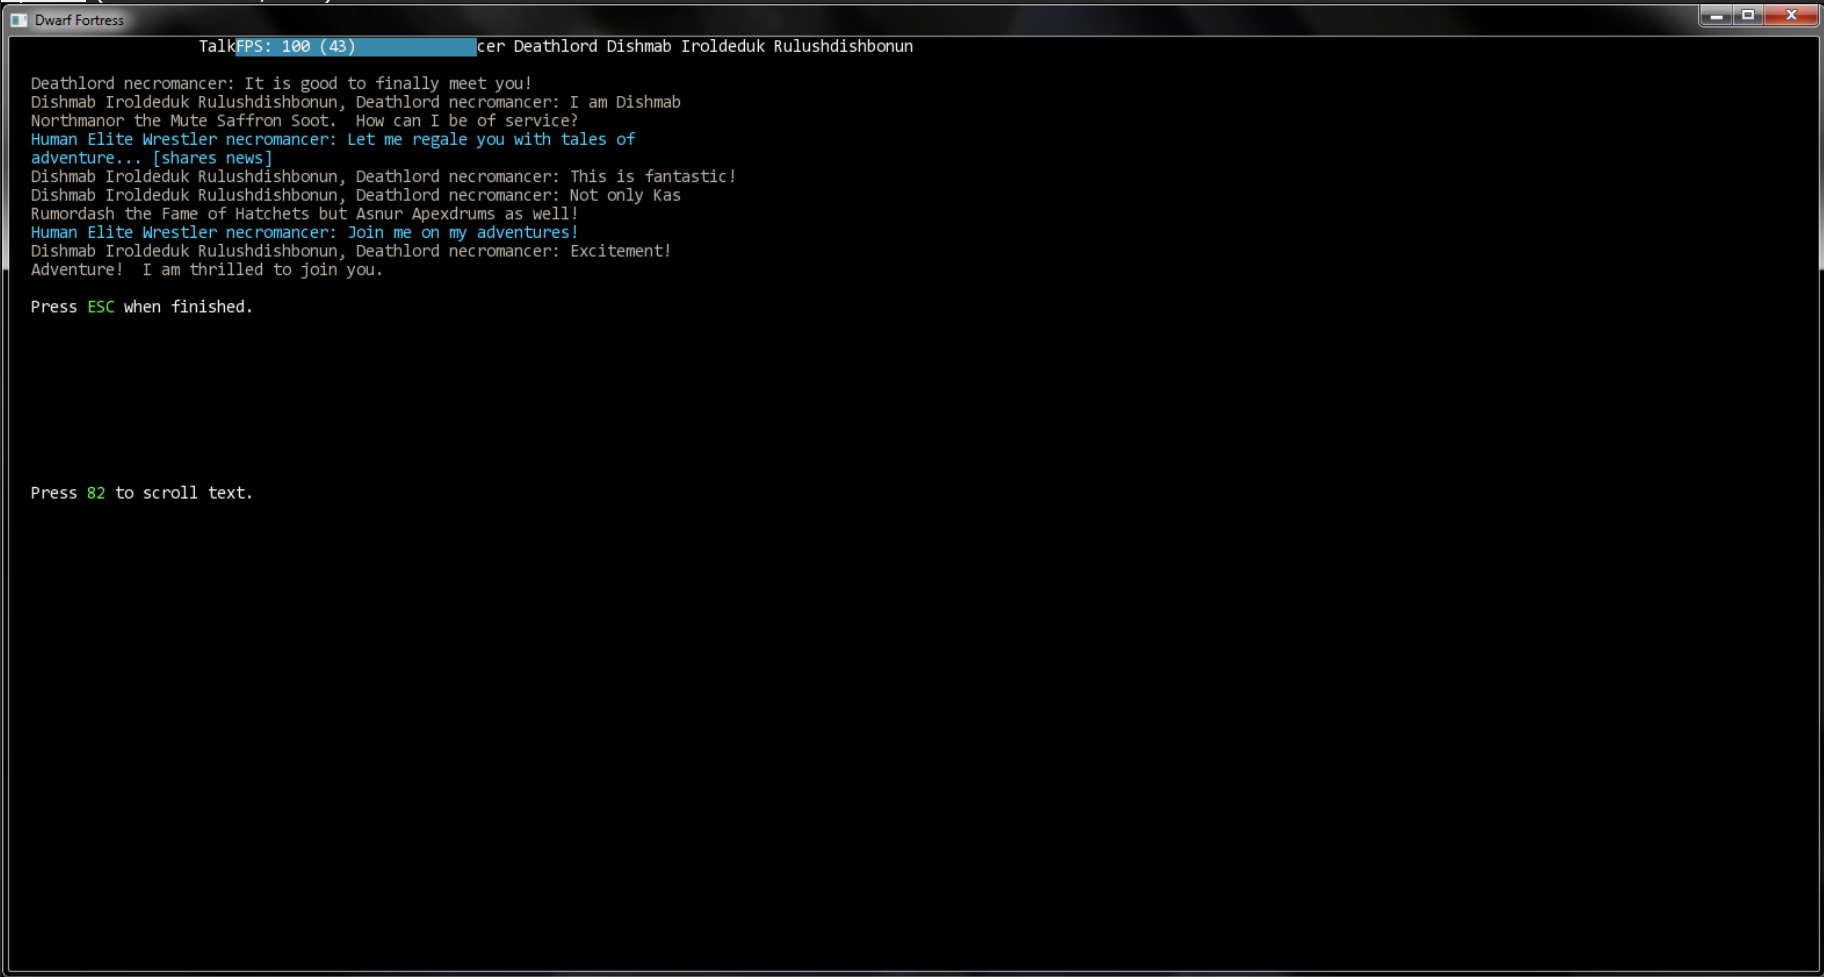 Dwarf Fortress
TalkFPS: 100 (43) cer Deathlord Dishmab Iroldeduk Rulushdishbonun
Deathlord necromancer: It is good to finally meet you!
Dishmab Iroldeduk Rulushdishbonun, Deathlord necromancer: I am Dishmab
Northmanor the Mute Saffron Soot.  How can I be of service?
Human Elite Wrestler necromancer: Let me regale you with tales of
adventure... [shares news]
Dishmab Iroldeduk Rulushdishbonun, Deathlord necromancer: This is fantastic!
Dishmab Iroldeduk Rulushdishbonun, Deathlord necromancer: Not only Kas
Rumordash the Fame of Hatchets but Asnur Apexdrums as well!
Human Elite Wrestler necromancer: Join me on my adventures!
Dishmab Iroldeduk Rulushdishbonun, Deathlord necromancer: Excitement!
Adventure!  I am thrilled to join you.
Press ESC when finished.
Press 82 to scroll text.